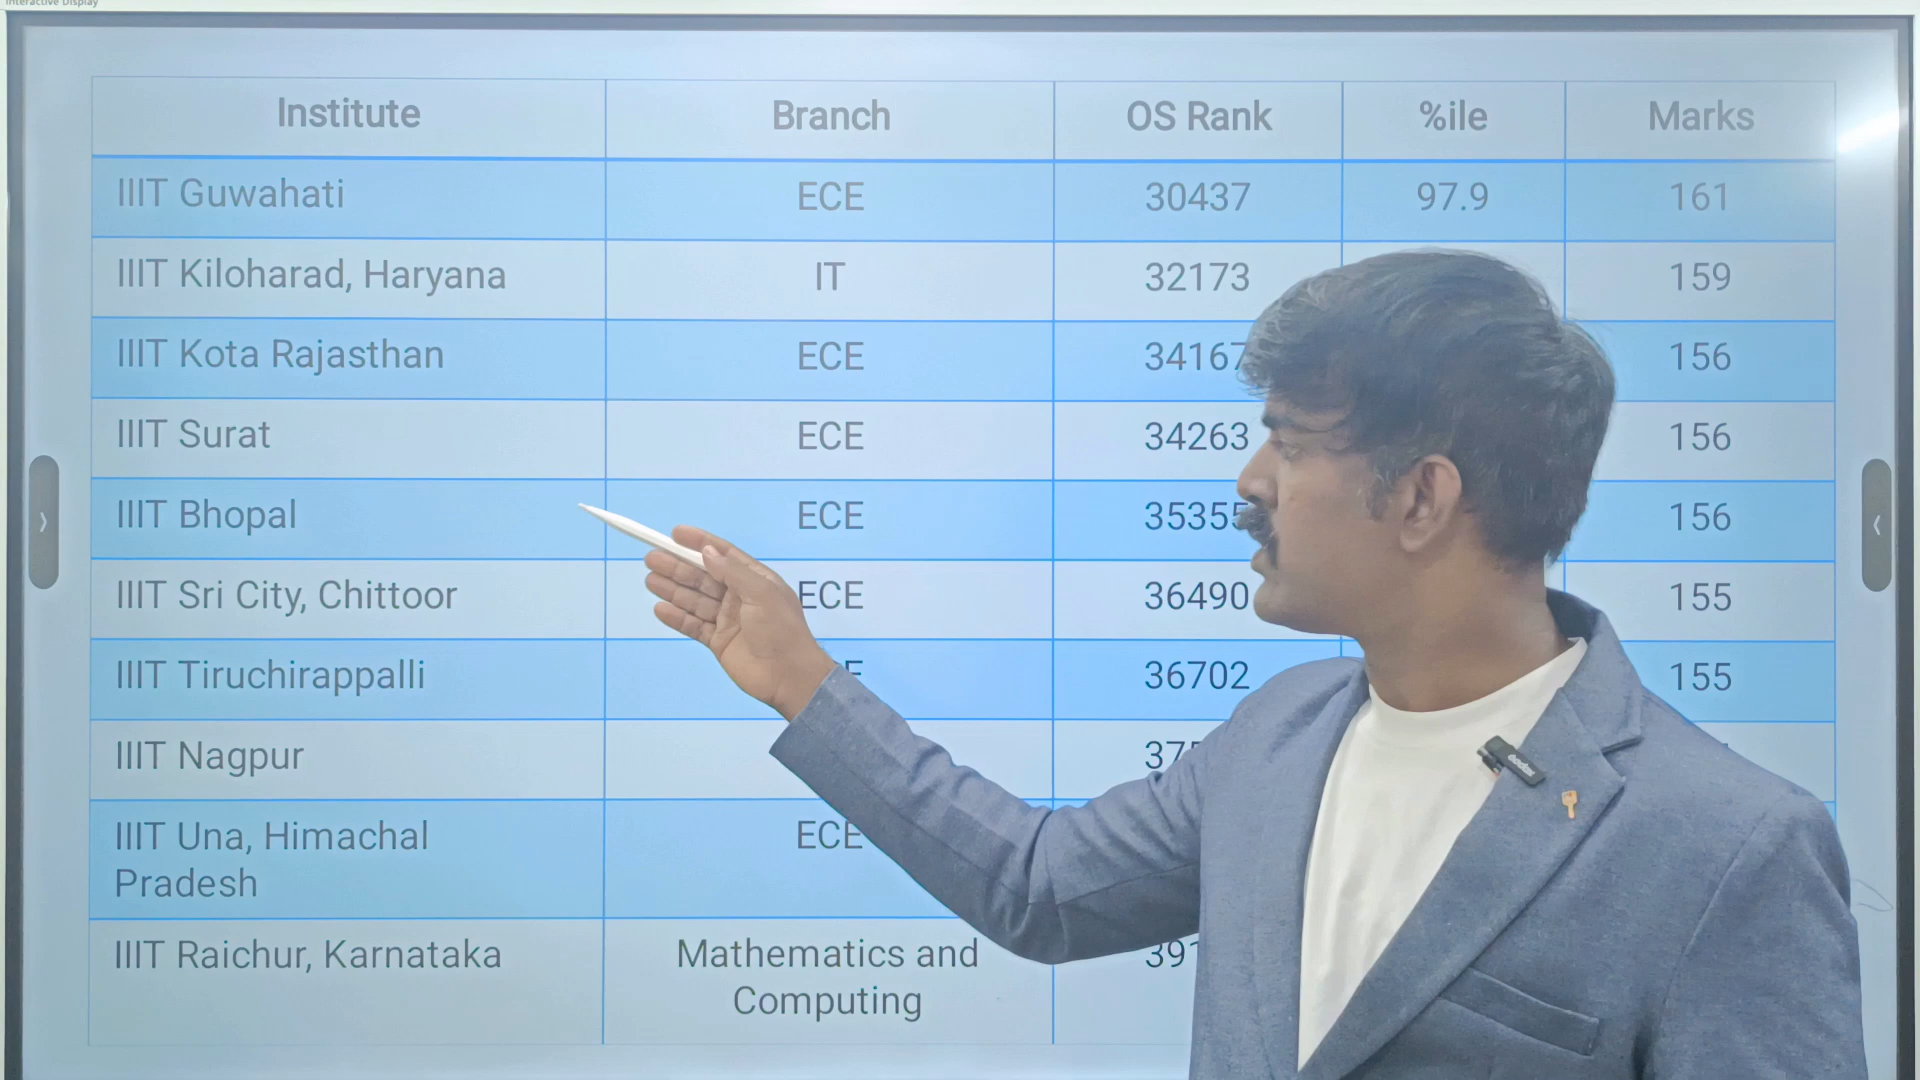 Interactive Display
Institute Branch OS Rank %ile Marks
IIIT Guwahati ECE 30437 97.9 161
IIIT Kiloharad, Haryana IT 32173 159
IIIT Kota Rajasthan ECE 34167 156
IIIT Surat ECE 34263 156
IIIT Bhopal ECE 35355 156
IIIT Sri City, Chittoor ECE 36490 155
IIIT Tiruchirappalli 36702 155
IIIT Nagpur
IIIT Una, Himachal ECE
Pradesh
IIIT Raichur, Karnataka Mathematics and
Computing